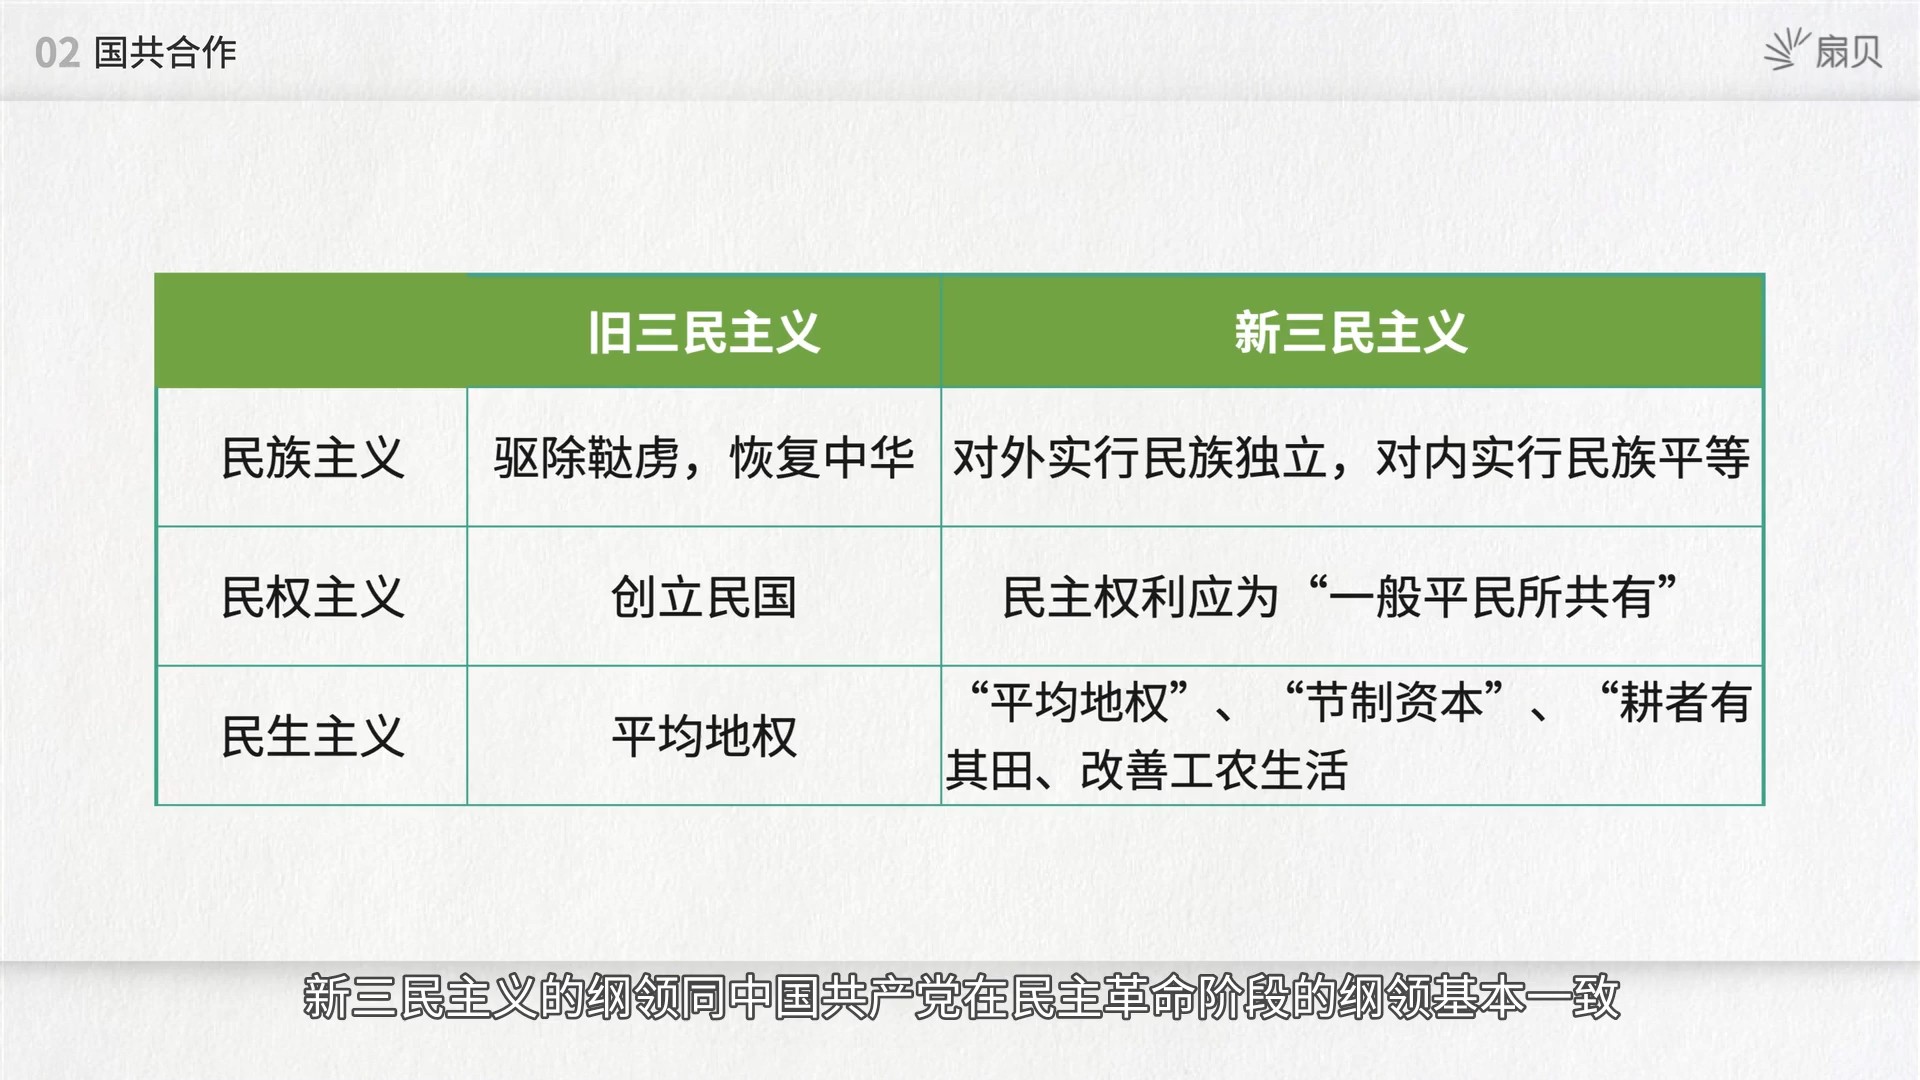 02 国共合作
扇贝
旧三民主义
新三民主义
民族主义
驱除鞑虏，恢复中华
对外实行民族独立，对内实行民族平等
民权主义
创立民国
民主权利应为“一般平民所共有”
民生主义
平均地权
“平均地权”、“节制资本”、“耕者有
其田、改善工农生活
新三民主义的纲领同中国共产党在民主革命阶段的纲领基本一致